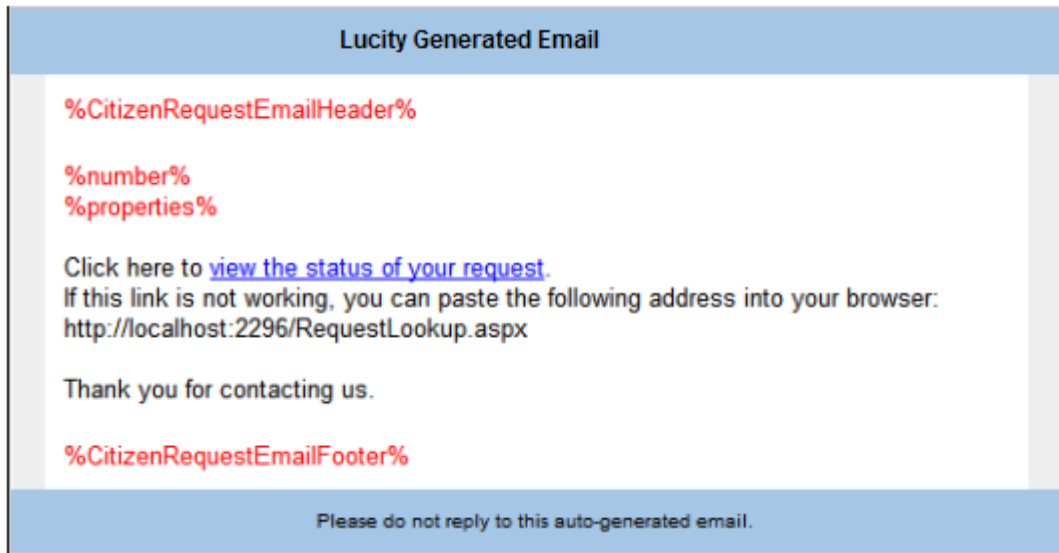 Lucity Generated Email
%CitizenRequestEmailHeader%
%number%
%properties%
Click here to view the status of your request.
If this link is not working, you can paste the following address into your browser:
http://localhost:2296/RequestLookup.aspx
Thank you for contacting us.
%CitizenRequestEmailFooter%
Please do not reply to this auto-generated email.